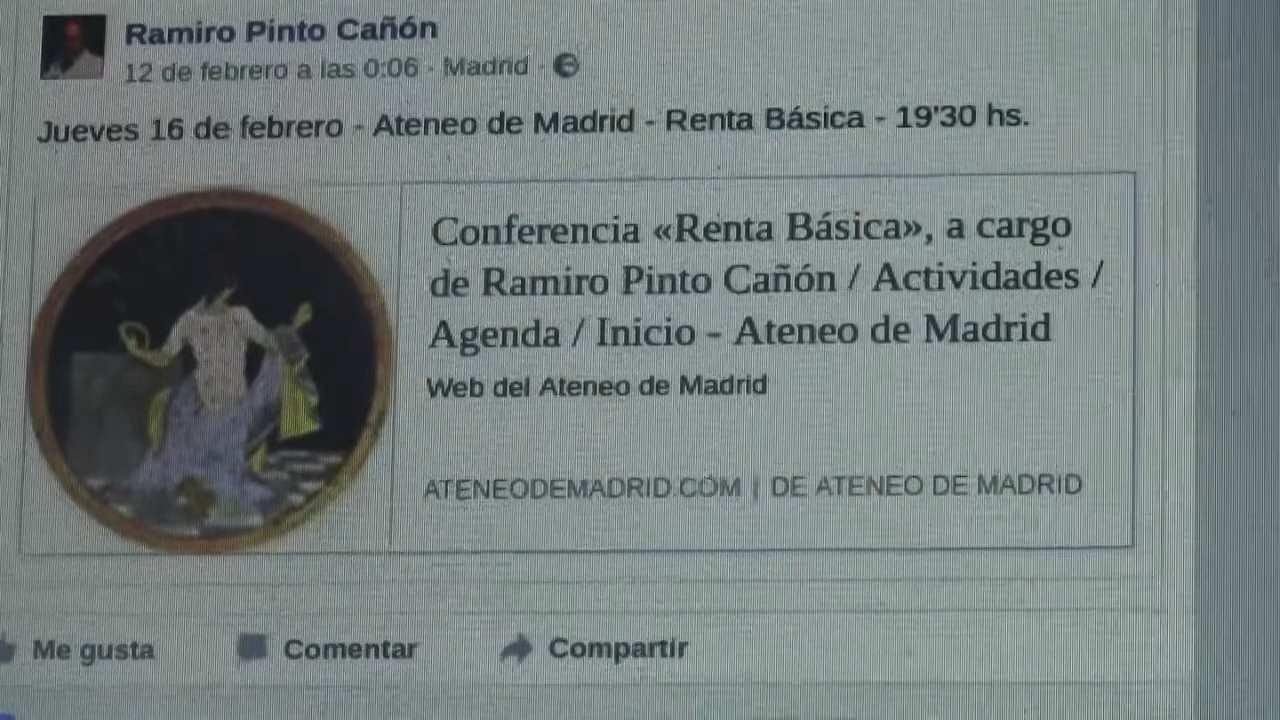 Ramiro Pinto Cañón
12 de febrero a las 0:06 · Madrid ·
Jueves 16 de febrero - Ateneo de Madrid - Renta Básica - 19'30 hs.
Conferencia «Renta Básica», a cargo
de Ramiro Pinto Cañón / Actividades /
Agenda / Inicio - Ateneo de Madrid
Web del Ateneo de Madrid
ATENEODEMADRID.COM | DE ATENEO DE MADRID
Me gusta Comentar Compartir